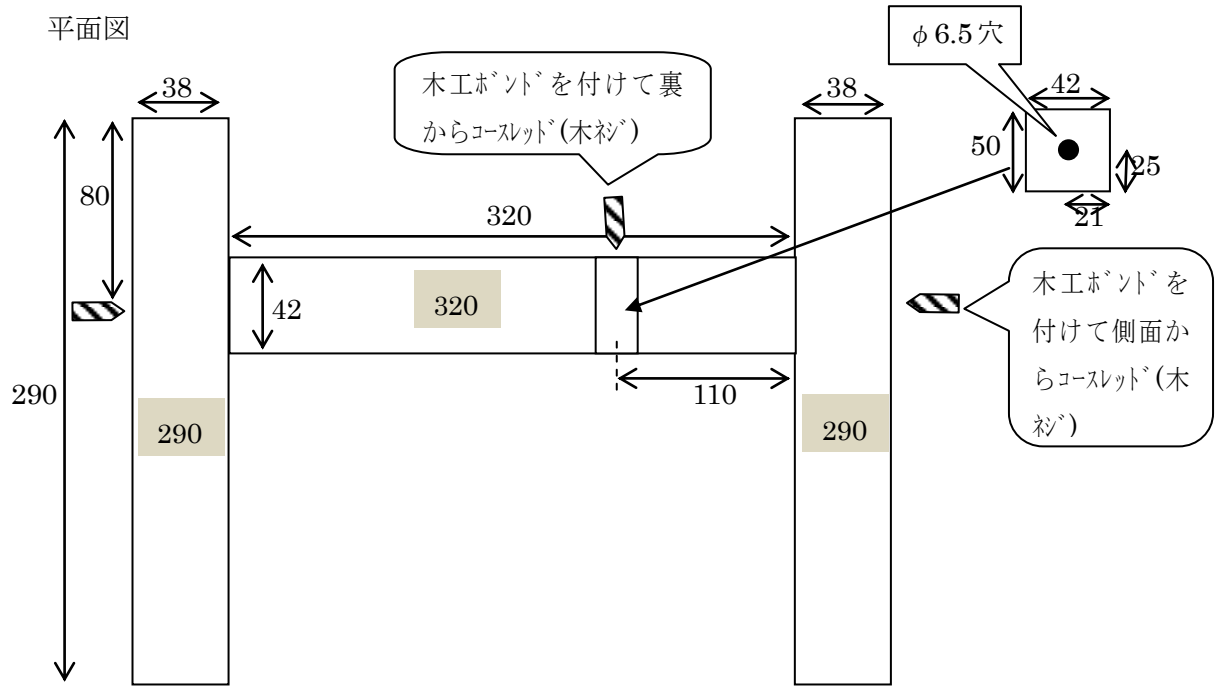 平面図
φ6.5穴
38
木工ﾎﾞﾝﾄﾞを付けて裏
からｺｰｽﾚｯﾄﾞ(木ﾈｼﾞ)
38
42
50
25
21
80
320
42
320
木工ﾎﾞﾝﾄﾞを
付けて側面か
らｺｰｽﾚｯﾄﾞ(木
ﾈｼﾞ)
290
110
290
290